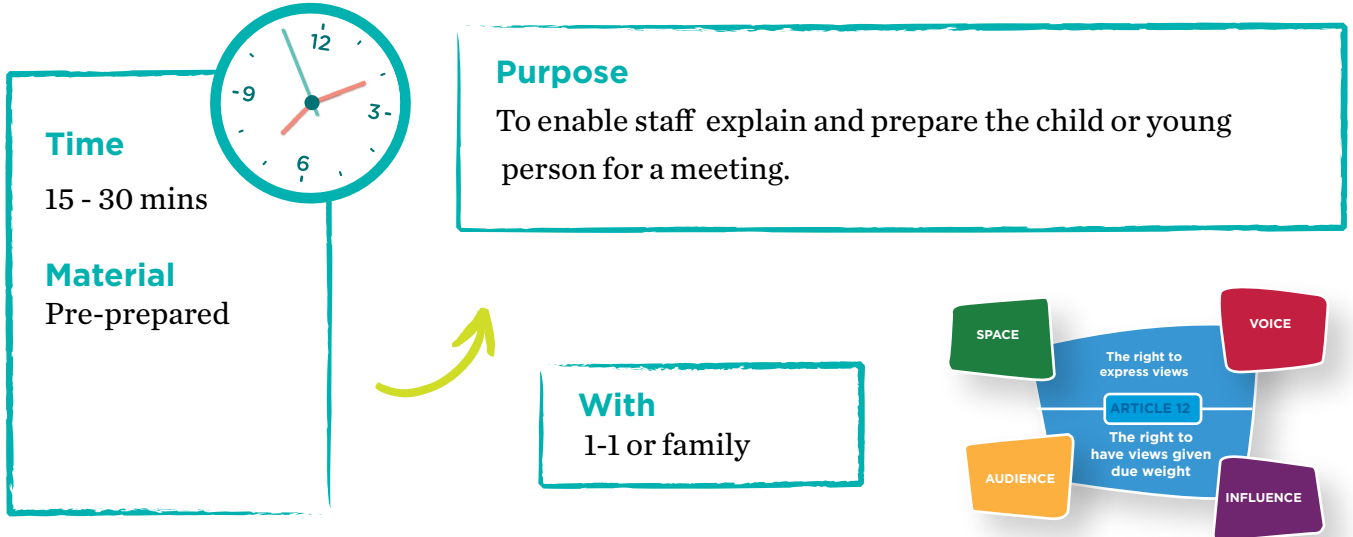 12
-9
3-
6
Time
15 - 30 mins
Material
Pre-prepared
Purpose
To enable staff explain and prepare the child or young
person for a meeting.
With
1-1 or family
SPACE
VOICE
The right to
express views
ARTICLE 12
The right to
have views given
due weight
AUDIENCE
INFLUENCE